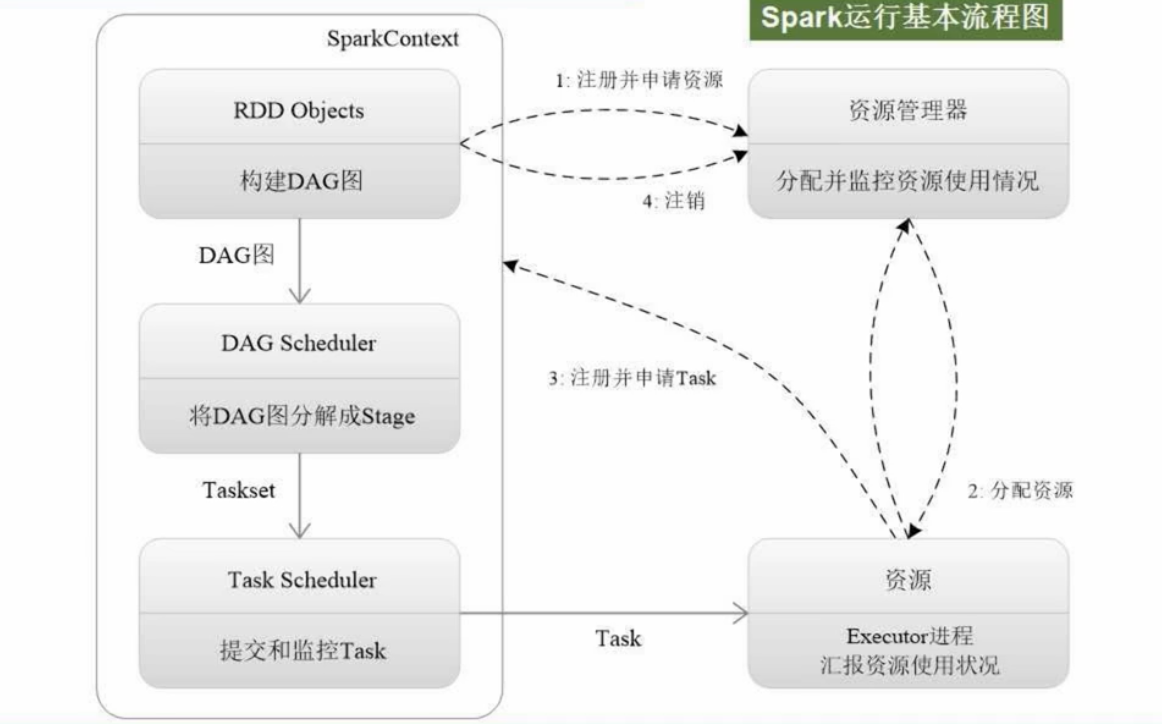 Spark运行基本流程图
SparkContext
RDD Objects
构建DAG图
DAG图
DAG Scheduler
将DAG图分解成Stage
Taskset
Task Scheduler
提交和监控Task
1: 注册并申请资源
4: 注销
资源管理器
分配并监控资源使用情况
3: 注册并申请Task
2: 分配资源
Task
资源
Executor进程
汇报资源使用状况